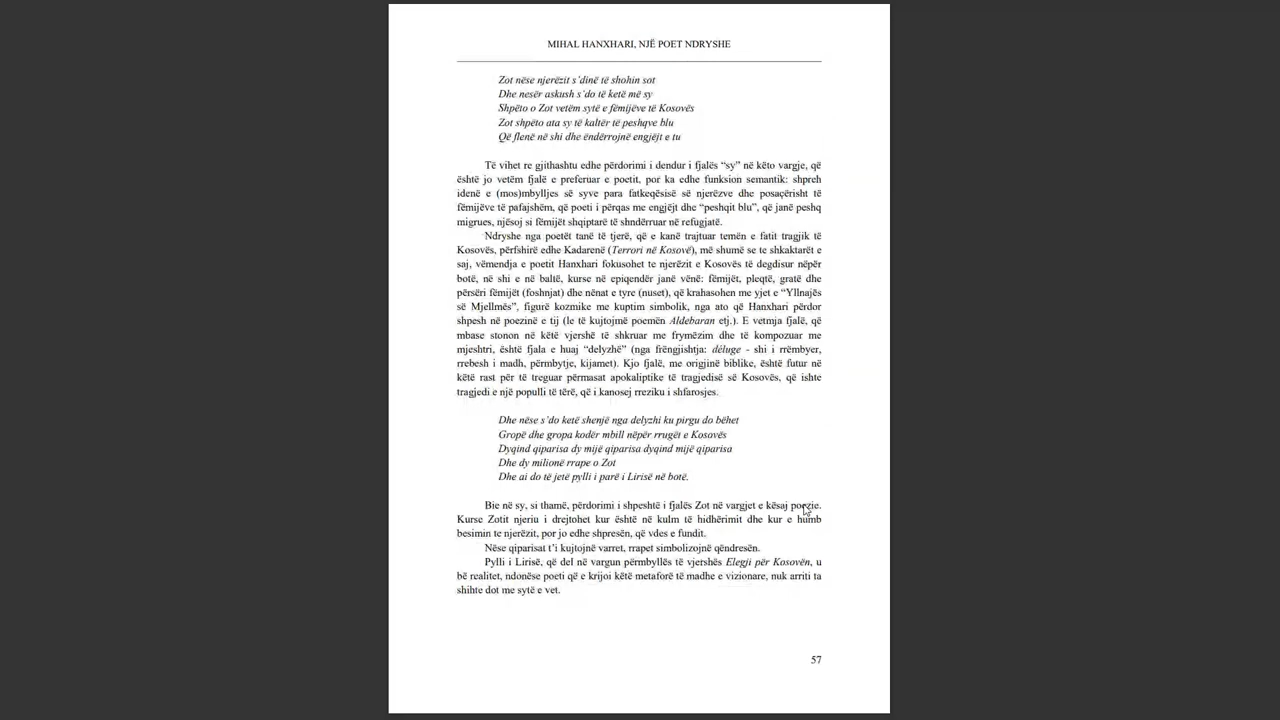 MIHAL HANXHARI, NJË POET NDRYSHE
Zot nëse njerëzit s’dinë të shohin sot
Dhe nesër askush s’do të ketë më sy
Shpëto o Zot vetëm sytë e fëmijëve të Kosovës
Zot shpëto ata sy të kaltër të peshqve blu
Që flenë në shi dhe ëndërrojnë engjëjt e tu
Të vihet re gjithashtu edhe përdorimi i dendur i fjalës “sy” në këto vargje, që
është jo vetëm fjalë e preferuar e poetit, por ka edhe funksion semantik: shpreh
idenë e (mos)mbylljes së syve para fatkeqësisë së njerëzve dhe posaçërisht të
fëmijëve të pafajshëm, që poeti i përqas me engjëjt dhe “peshqit blu”, që janë peshq
migrues, njësoj si fëmijët shqiptarë të shndërruar në refugjatë.
Ndryshe nga poetët tanë të tjerë, që e kanë trajtuar temën e fatit tragjik të
Kosovës, përfshirë edhe Kadarenë (Terrori në Kosovë), më shumë se te shkaktarët e
saj, vëmendja e poetit Hanxhari fokusohet te njerëzit e Kosovës të degdisur nëpër
botë, në shi e në baltë, kurse në epiqendër janë vënë: fëmijët, pleqtë, gratë dhe
përsëri fëmijët (foshnjat) dhe nënat e tyre (nuset), që krahasohen me yjet e “Yllnajës
së Mjellmës”, figurë kozmike me kuptim simbolik, nga ato që Hanxhari përdor
shpesh në poezinë e tij (le të kujtojmë poemën Aldebaran etj.). E vetmja fjalë, që
mbase stonon në këtë vjershë të shkruar me frymëzim dhe të kompozuar me
mjeshtri, është fjala e huaj “delyzhë” (nga frëngjishtja: déluge - shi i rrëmbyer,
rrebesh i madh, përmbytje, kijamet). Kjo fjalë, me origjinë biblike, është futur në
këtë rast për të treguar përmasat apokaliptike të tragjedisë së Kosovës, që ishte
tragjedi e një populli të tërë, që i kanosej rreziku i shfarosjes.
Dhe nëse s’do ketë shenjë nga delyzhi ku pirgu do bëhet
Gropë dhe gropa kodër mbill nëpër rrugët e Kosovës
Dyqind qiparisa dy mijë qiparisa dyqind mijë qiparisa
Dhe dy milionë rrape o Zot
Dhe ai do të jetë pylli i parë i Lirisë në botë.
Bie në sy, si thamë, përdorimi i shpeshtë i fjalës Zot në vargjet e kësaj poezie.
Kurse Zotit njeriu i drejtohet kur është në kulm të hidhërimit dhe kur e humb
besimin te njerëzit, por jo edhe shpresën, që vdes e fundit.
Nëse qiparisat t’i kujtojnë varret, rrapet simbolizojnë qëndresën.
Pylli i Lirisë, që del në vargun përmbyllës të vjershës Elegji për Kosovën, u
bë realitet, ndonëse poeti që e krijoi këtë metaforë të madhe e vizionare, nuk arriti ta
shihte dot me sytë e vet.
57